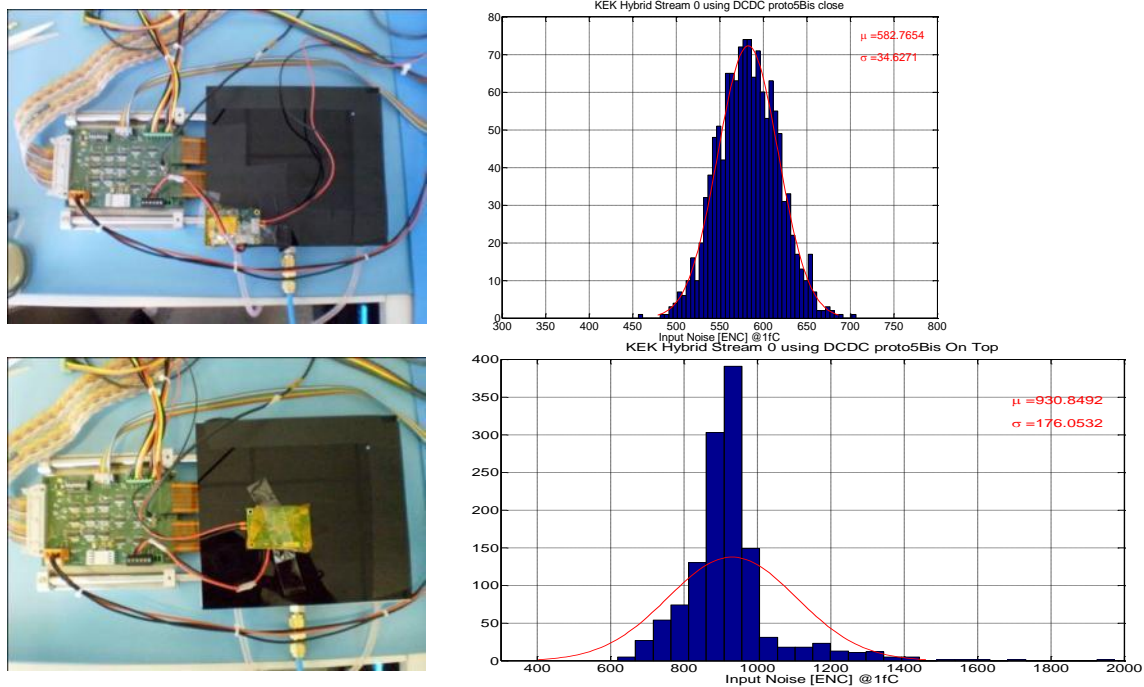 KEK Hybrid Stream 0 using DCDC proto5Bis close
μ =582.7654
σ =34.6271
80
70
60
50
40
30
20
10
0
300 350 400 450 500 550 600 650 700 750 800
Input Noise [ENC] @1fC
KEK Hybrid Stream 0 using DCDC proto5Bis On Top
μ =930.8492
σ =176.0532
400
350
300
250
200
150
100
50
0
400 600 800 1000 1200 1400 1600 1800 2000
Input Noise [ENC] @1fC